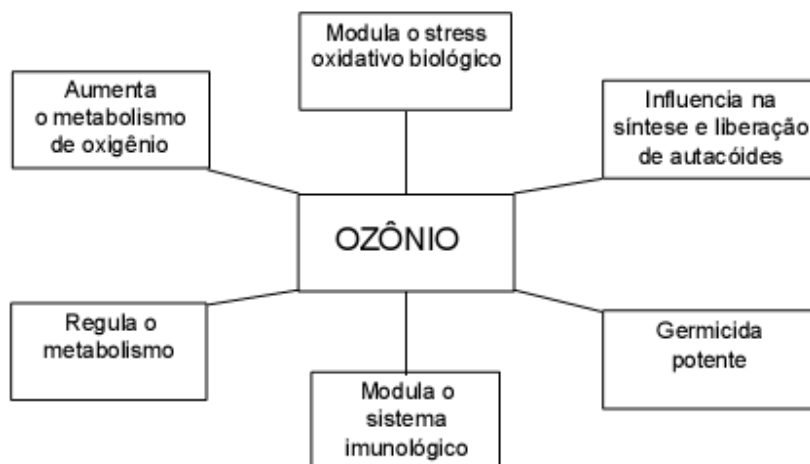 Modula o stress
oxidativo biológico
Aumenta
o metabolismo
de oxigênio
Influencia na
síntese e liberação
de autacóides
OZÔNIO
Regula o
metabolismo
Germicida
potente
Modula o
sistema
imunológico